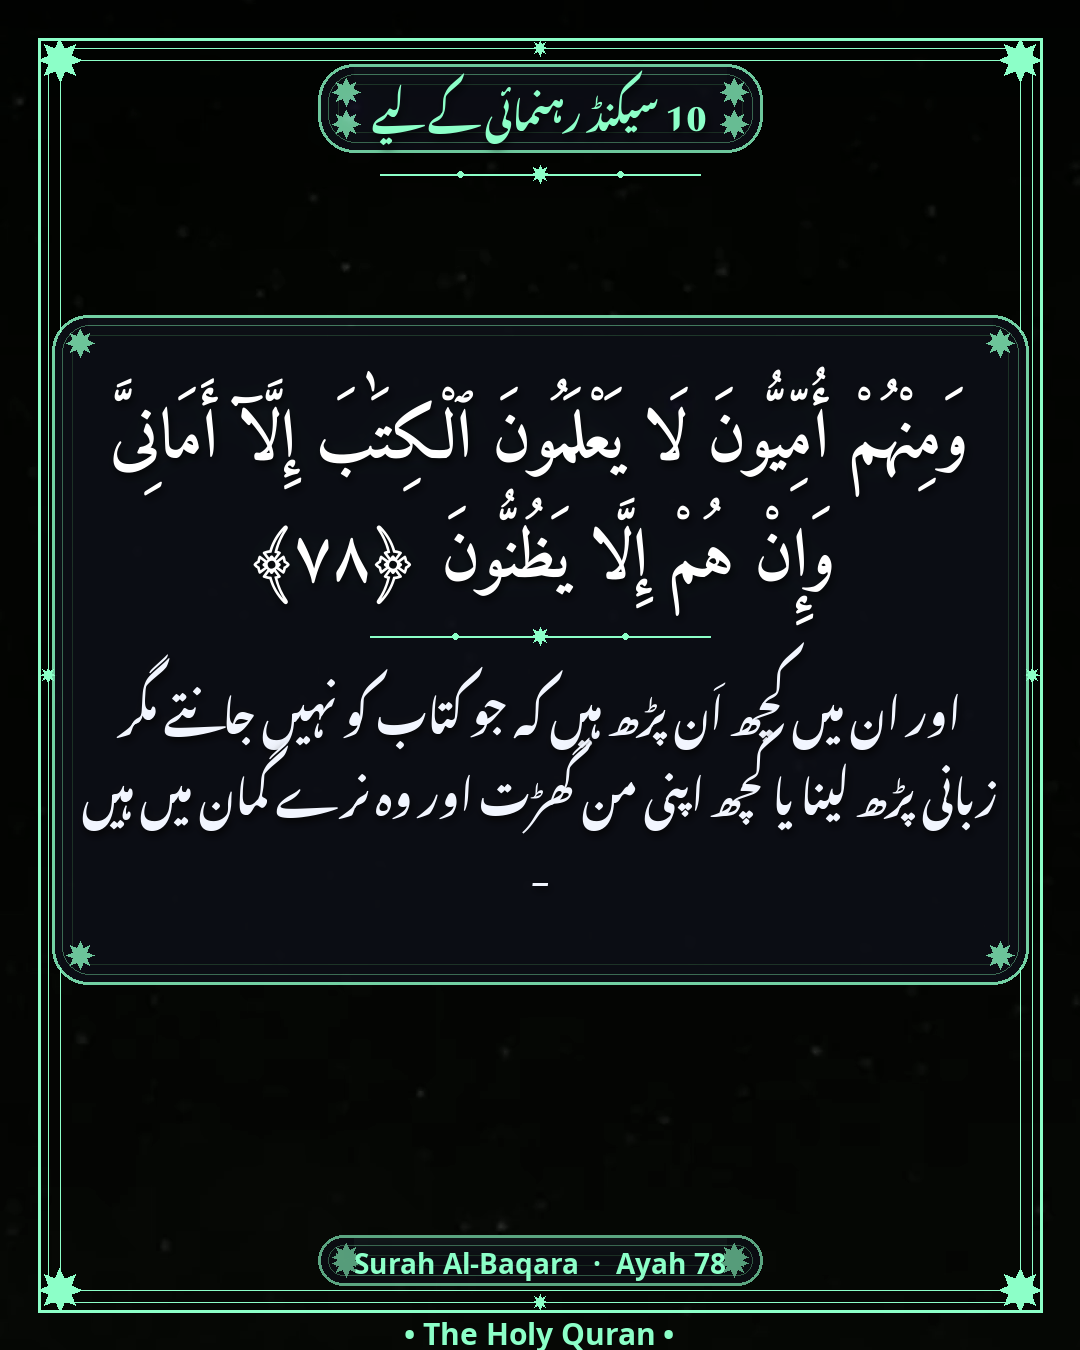 10 سیکنڈ رہنمائی کے لیے
وَمِنْهُمْ أُمِّيُّونَ لَا يَعْلَمُونَ ٱلْكِتَٰبَ إِلَّآ أَمَانِىَّ
وَإِنْ هُمْ إِلَّا يَظُنُّونَ ﴿٧٨﴾
اور ان میں کچھ اَن پڑھ ہیں کہ جو کتاب کو نہیں جانتے مگر
زبانی پڑھ لینا یا کچھ اپنی من گھڑت اور وہ نرے گمان میں ہیں
–
Surah Al-Baqara · Ayah 78
• The Holy Quran •